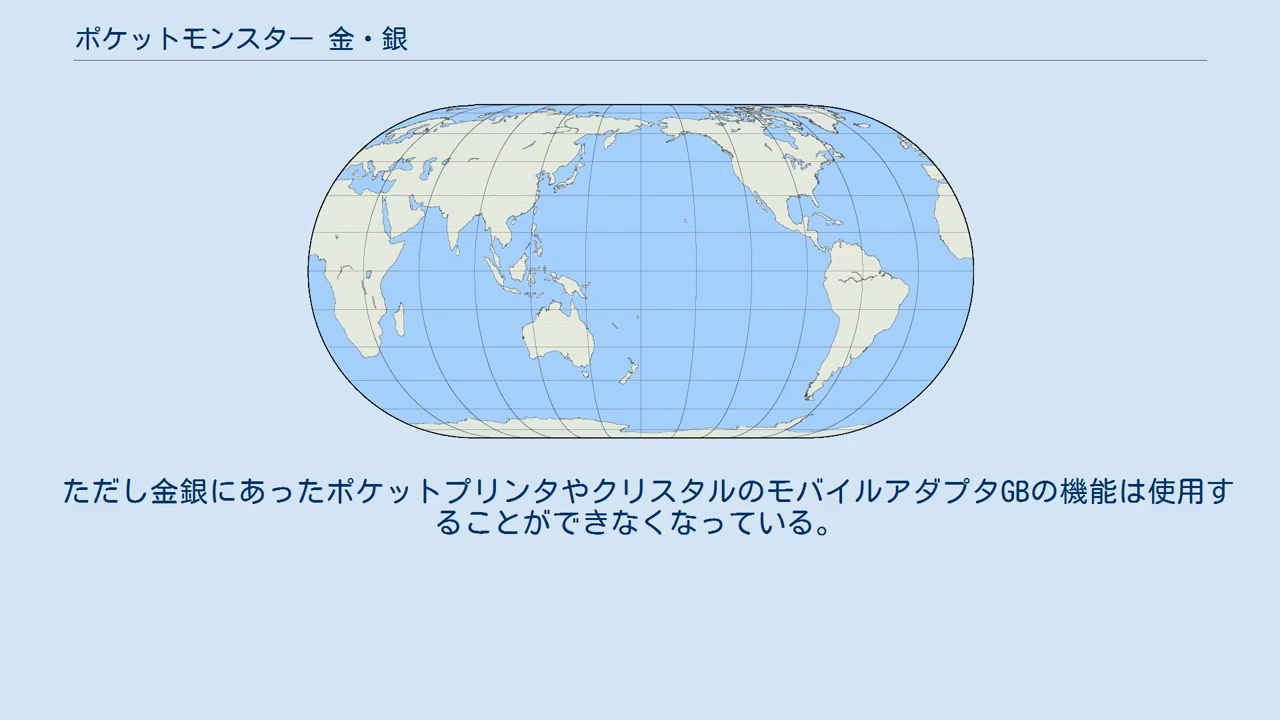 ポケットモンスター 金・銀
ただし金銀にあったポケットプリンタやクリスタルのモバイルアダプタGBの機能は使用す
ることができなくなっている。